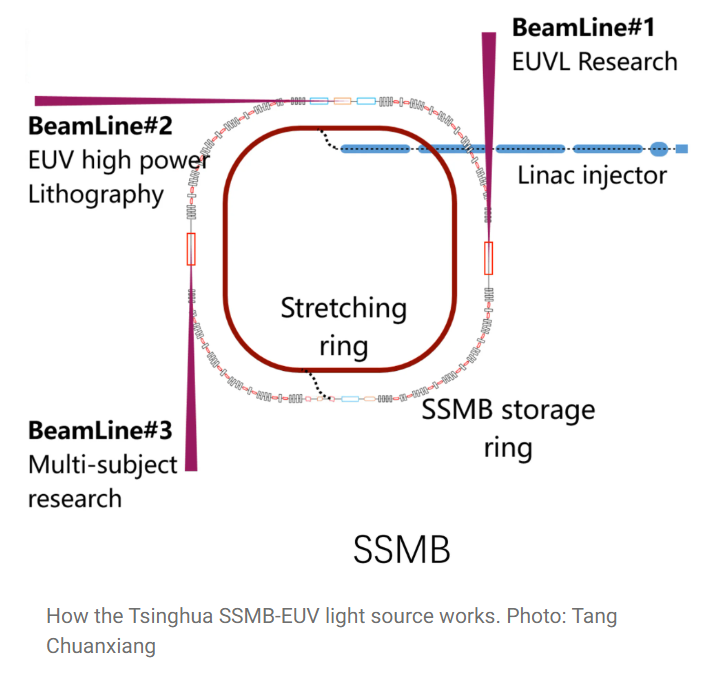 BeamLine#1
EUVL Research
BeamLine#2
EUV high power
Lithography
Linac injector
Stretching
ring
SSMB storage
ring
BeamLine#3
Multi-subject
research
SSMB
How the Tsinghua SSMB-EUV light source works. Photo: Tang
Chuanxiang